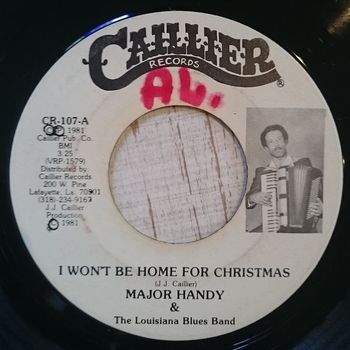 CAILLIER
RECORDS
®
AL.
CR-107-A
℗ 1981
Caillier Pub. Co.
BMI
3:25
(VRP-1579)
Distributed by:
Caillier Records
200 W. Pine
Lafayette, La. 70901
(318)-234-9167
J.J. Caillier
Production
© 1981
I WON'T BE HOME FOR CHRISTMAS
(J.J. Caillier)
MAJOR HANDY
&
The Louisiana Blues Band